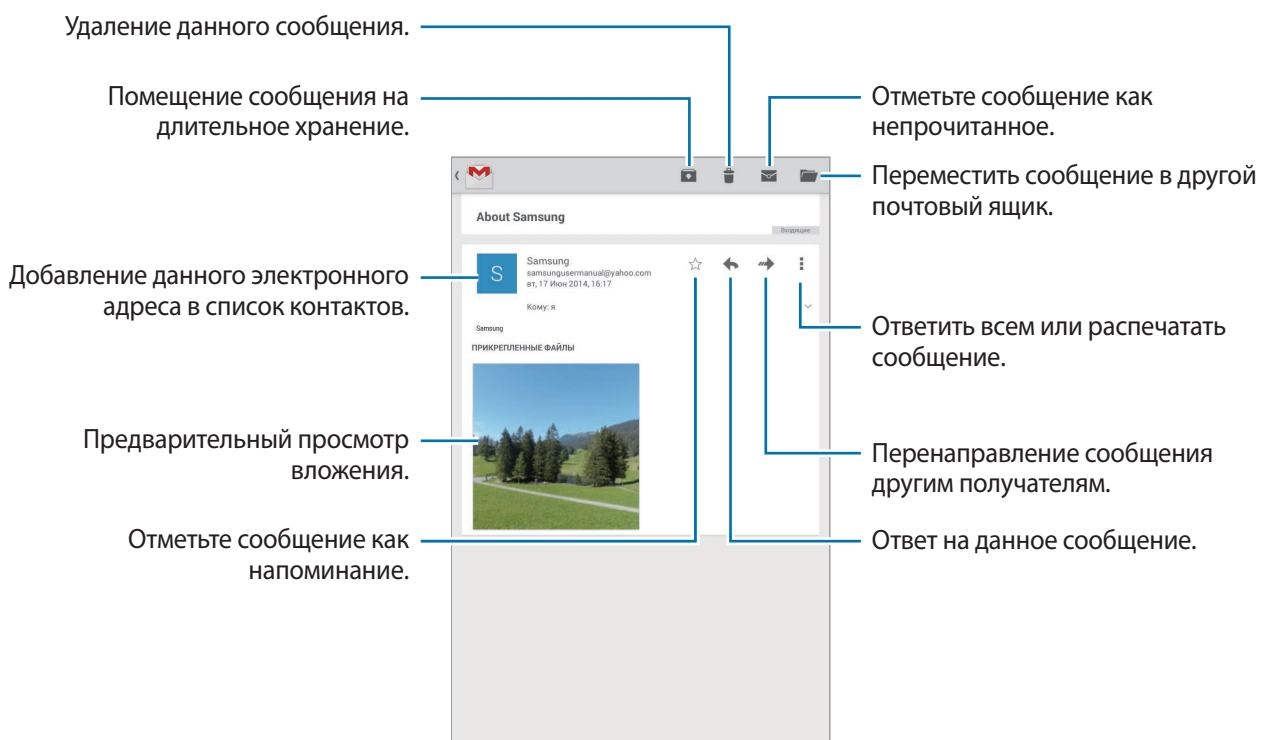 Удаление данного сообщения.
Помещение сообщения на
длительное хранение.
Отметьте сообщение как
непрочитанное.
Переместить сообщение в другой
почтовый ящик.
About Samsung
Входящие
Добавление данного электронного
адреса в список контактов.
S
Samsung
samsungusermanual@yahoo.com
вт, 17 Июн 2014, 16:17
Кому: я
Samsung
ПРИКРЕПЛЕННЫЕ ФАЙЛЫ
Ответить всем или распечатать
сообщение.
Предварительный просмотр
вложения.
Перенаправление сообщения
другим получателям.
Отметьте сообщение как
напоминание.
Ответ на данное сообщение.